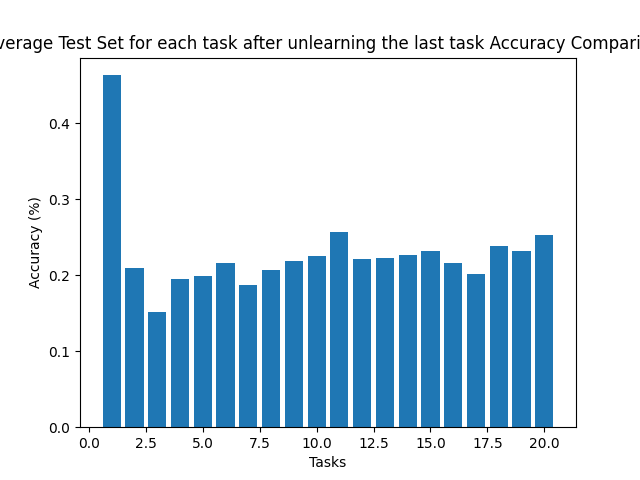 verage Test Set for each task after unlearning the last task Accuracy Compari
0.4
0.3
0.2
0.1
0.0
Accuracy (%)
0.0 2.5 5.0 7.5 10.0 12.5 15.0 17.5 20.0
Tasks